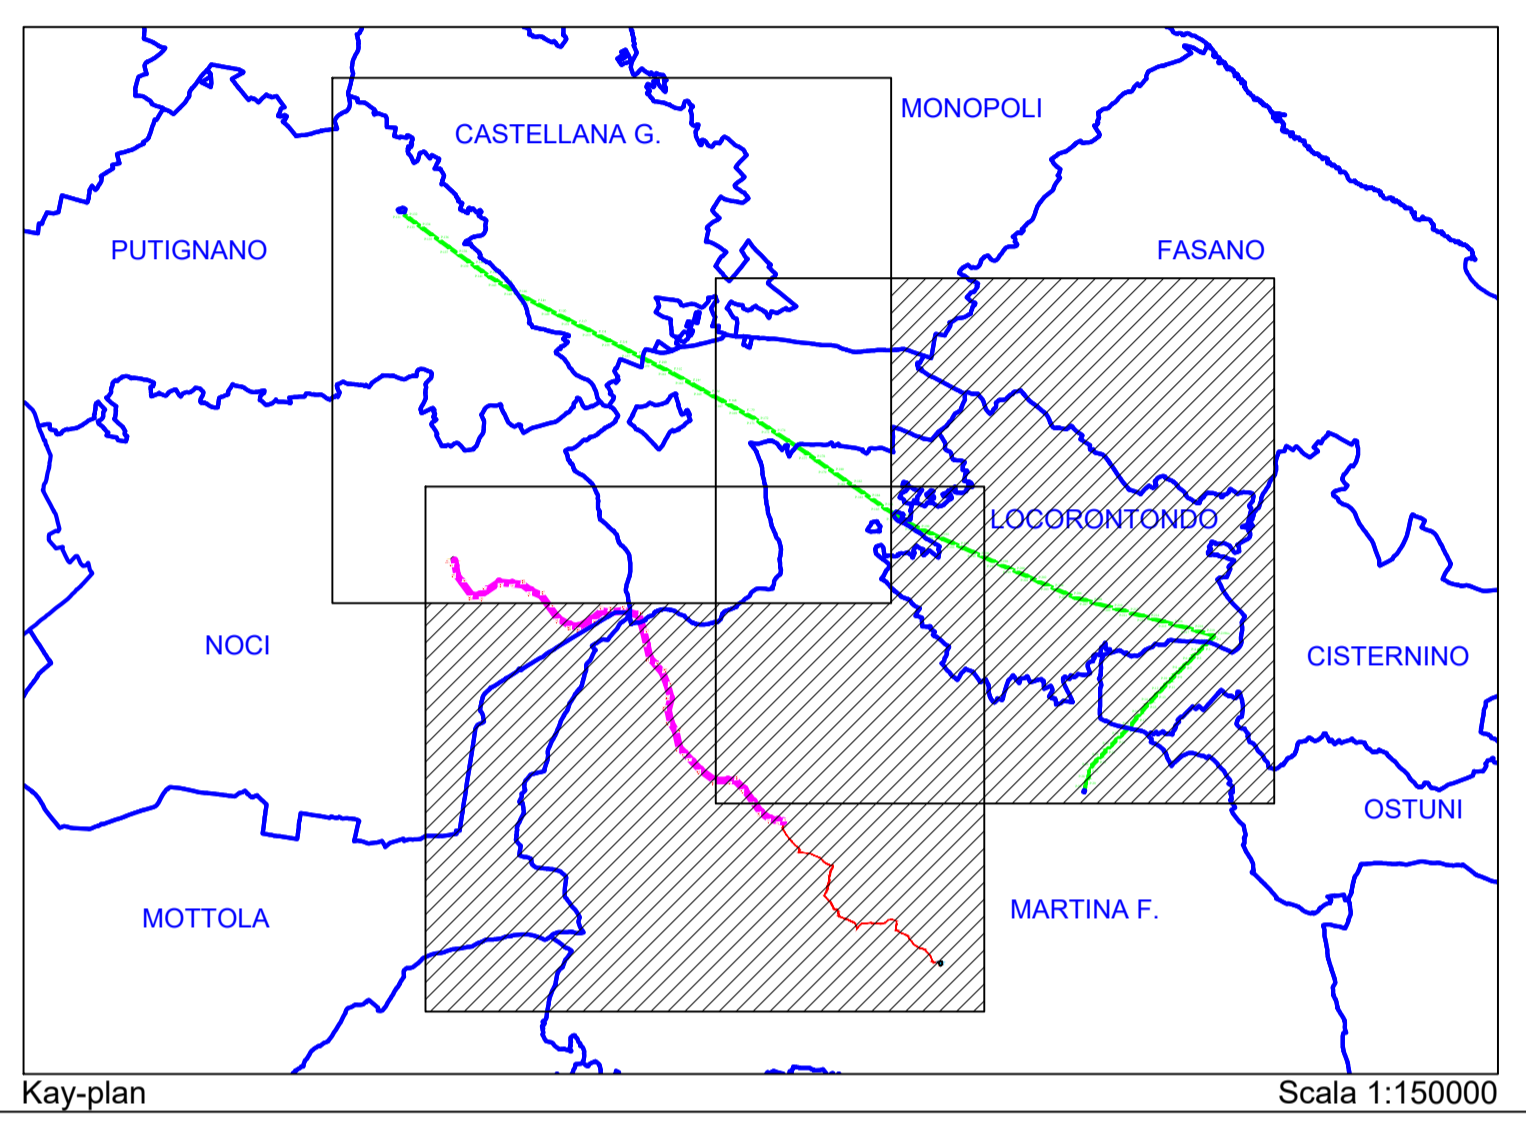 MONOPOLI
CASTELLANA G.
PUTIGNANO
FASANO
LOCORONTONDO
NOCI
CISTERNINO
OSTUNI
MOTTOLA
MARTINA F.
Kay-plan
Scala 1:150000